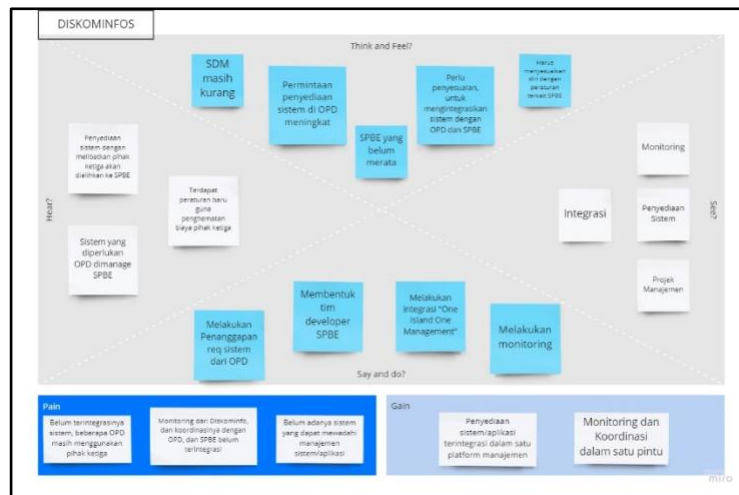 DISKOMINFOS
Think and Feel?
SDM
masih
kurang
Permintaan
penyediaan
sistem di OPD
meningkat
SPBE yang
belum
merata
Perlu
penyesuaian,
untuk
mengintegrasikan
sistem dengan
OPD dan SPBE
Harus
menyesuaikan
diri dengan
peraturan
terkait SPBE
Hear?
Penyediaan
sistem dengan
melibatkan pihak
ketiga akan
dialihkan ke SPBE
Terdapat
peraturan baru
guna
penghematan
biaya pihak ketiga
Sistem yang
diperlukan
OPD dimanage
SPBE
See?
Monitoring
Integrasi
Penyediaan
Sistem
Projek
Manajemen
Melakukan
Penanggapan
req sistem
dari OPD
Membentuk
tim
developer
SPBE
Melakukan
Integrasi "One
Island One
Management"
Melakukan
monitoring
Say and do?
Pain
Belum terintegrasinya
sistem, beberapa OPD
masih menggunakan
pihak ketiga
Monitoring dari Diskominfo,
dan koordinasinya dengan
OPD, dan SPBE belum
terintegrasi
Belum adanya sistem
yang dapat mewadahi
manajemen
sistem/aplikasi
Gain
Penyediaan
sistem/aplikasi
terintegrasi dalam satu
platform manajemen
Monitoring dan
Koordinasi
dalam satu pintu
miro